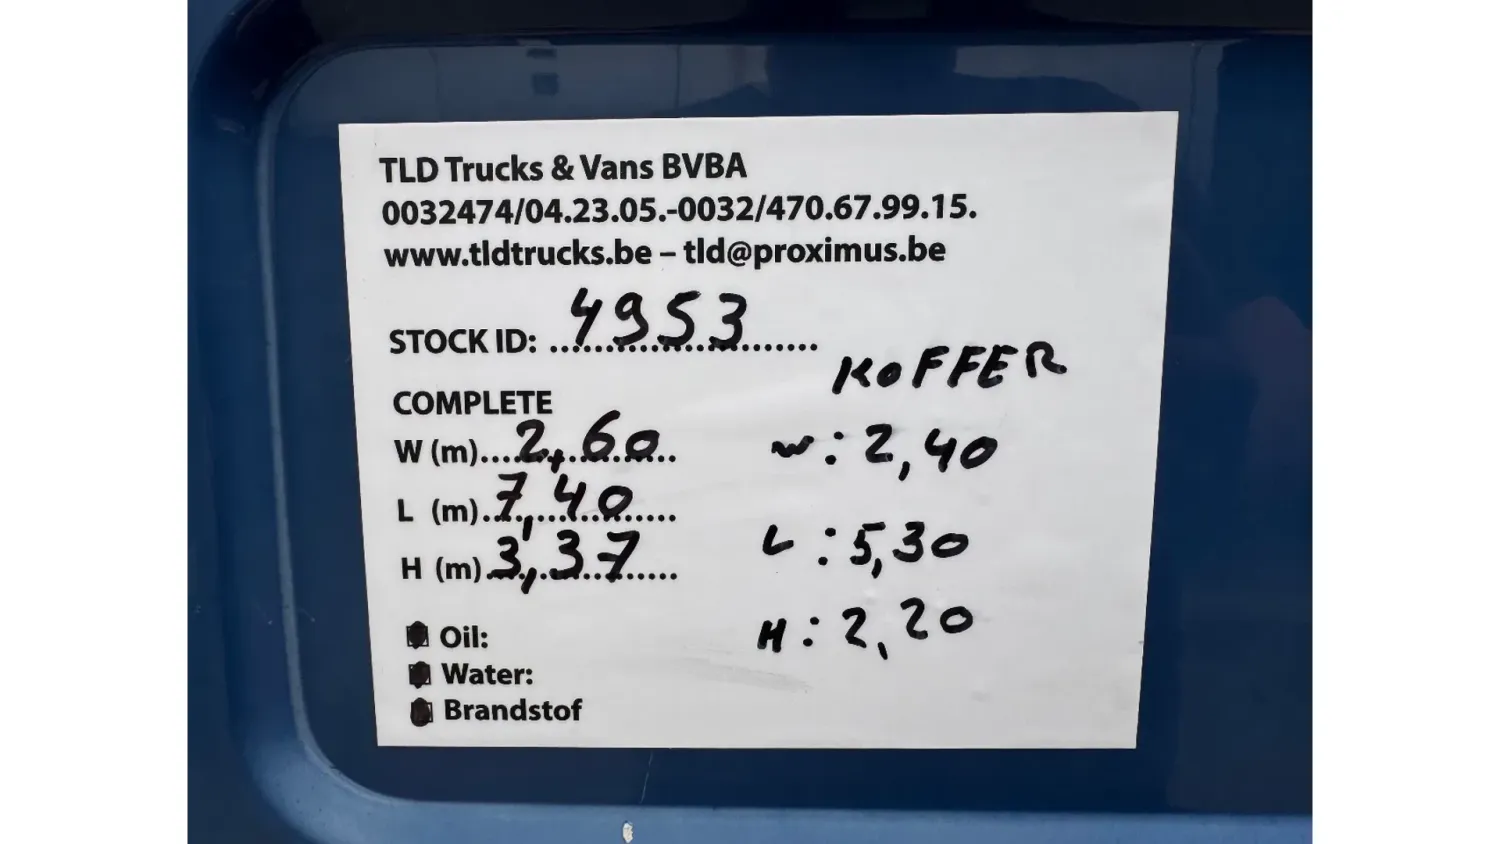 TLD Trucks & Vans BVBA
0032474/04.23.05.-0032/470.67.99.15.
www.tldtrucks.be – tld@proximus.be
STOCK ID: 4953
COMPLETE
W (m) 2,60
L (m) 7,40
H (m) 3,37
KOFFER
W : 2,40
L : 5,30
H : 2,20
Oil:
Water:
Brandstof